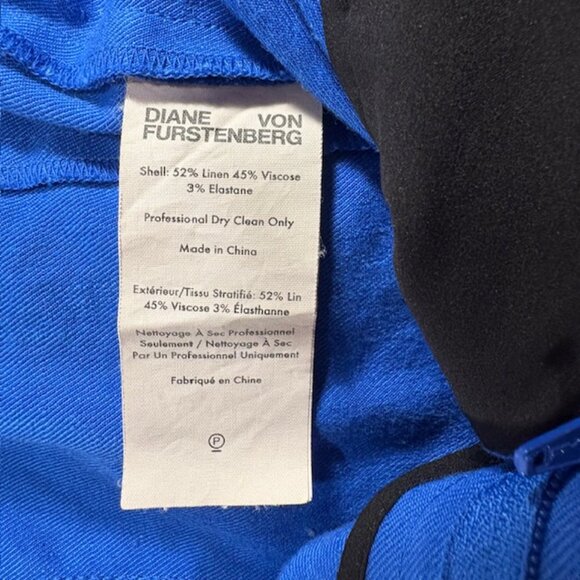 DIANE VON
FURSTENBERG
Shell: 52% Linen 45% Viscose
3% Elastane
Professional Dry Clean Only
Made in China
Extérieur/Tissu Stratifié: 52% Lin
45% Viscose 3% Élasthanne
Nettoyage À Sec Professionnel
Seulement / Nettoyage À Sec
Par Un Professionnel Uniquement
Fabriqué en Chine
P